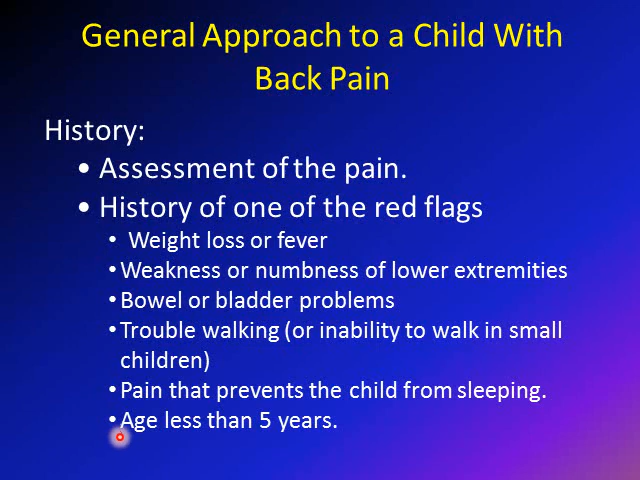 General Approach to a Child With
Back Pain
History:
• Assessment of the pain.
• History of one of the red flags
• Weight loss or fever
• Weakness or numbness of lower extremities
• Bowel or bladder problems
• Trouble walking (or inability to walk in small
children)
• Pain that prevents the child from sleeping.
• Age less than 5 years.